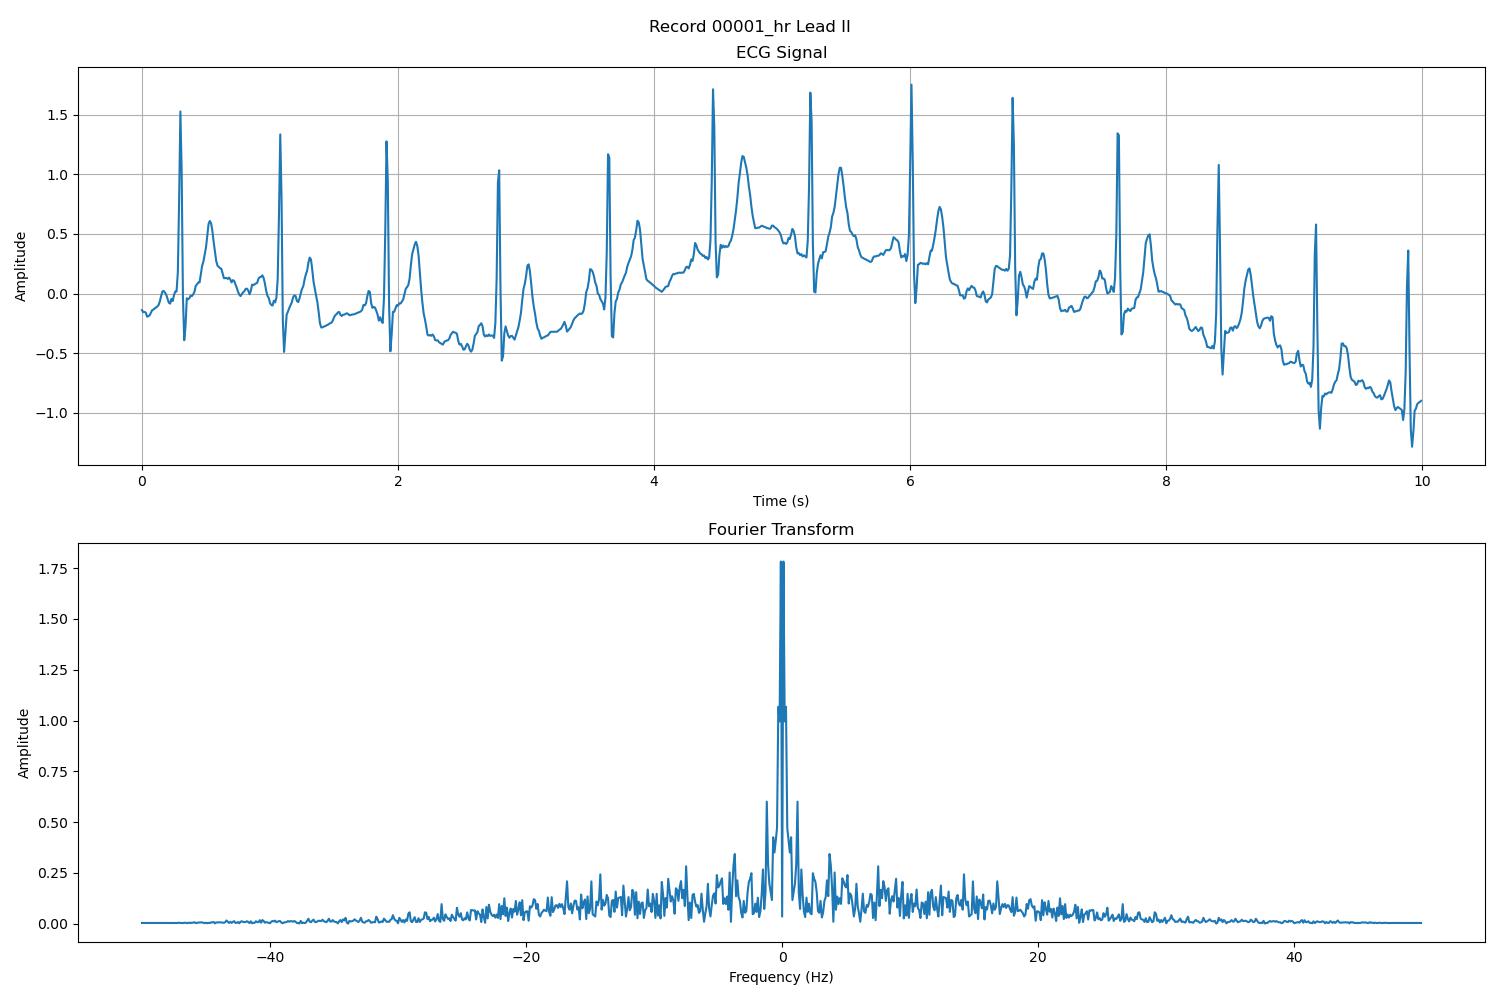 Record 00001_hr Lead II
ECG Signal
Amplitude
1.5
1.0
0.5
0.0
−0.5
−1.0
0 2 4 6 8 10
Time (s)
Fourier Transform
Amplitude
1.75
1.50
1.25
1.00
0.75
0.50
0.25
0.00
−40 −20 0 20 40
Frequency (Hz)